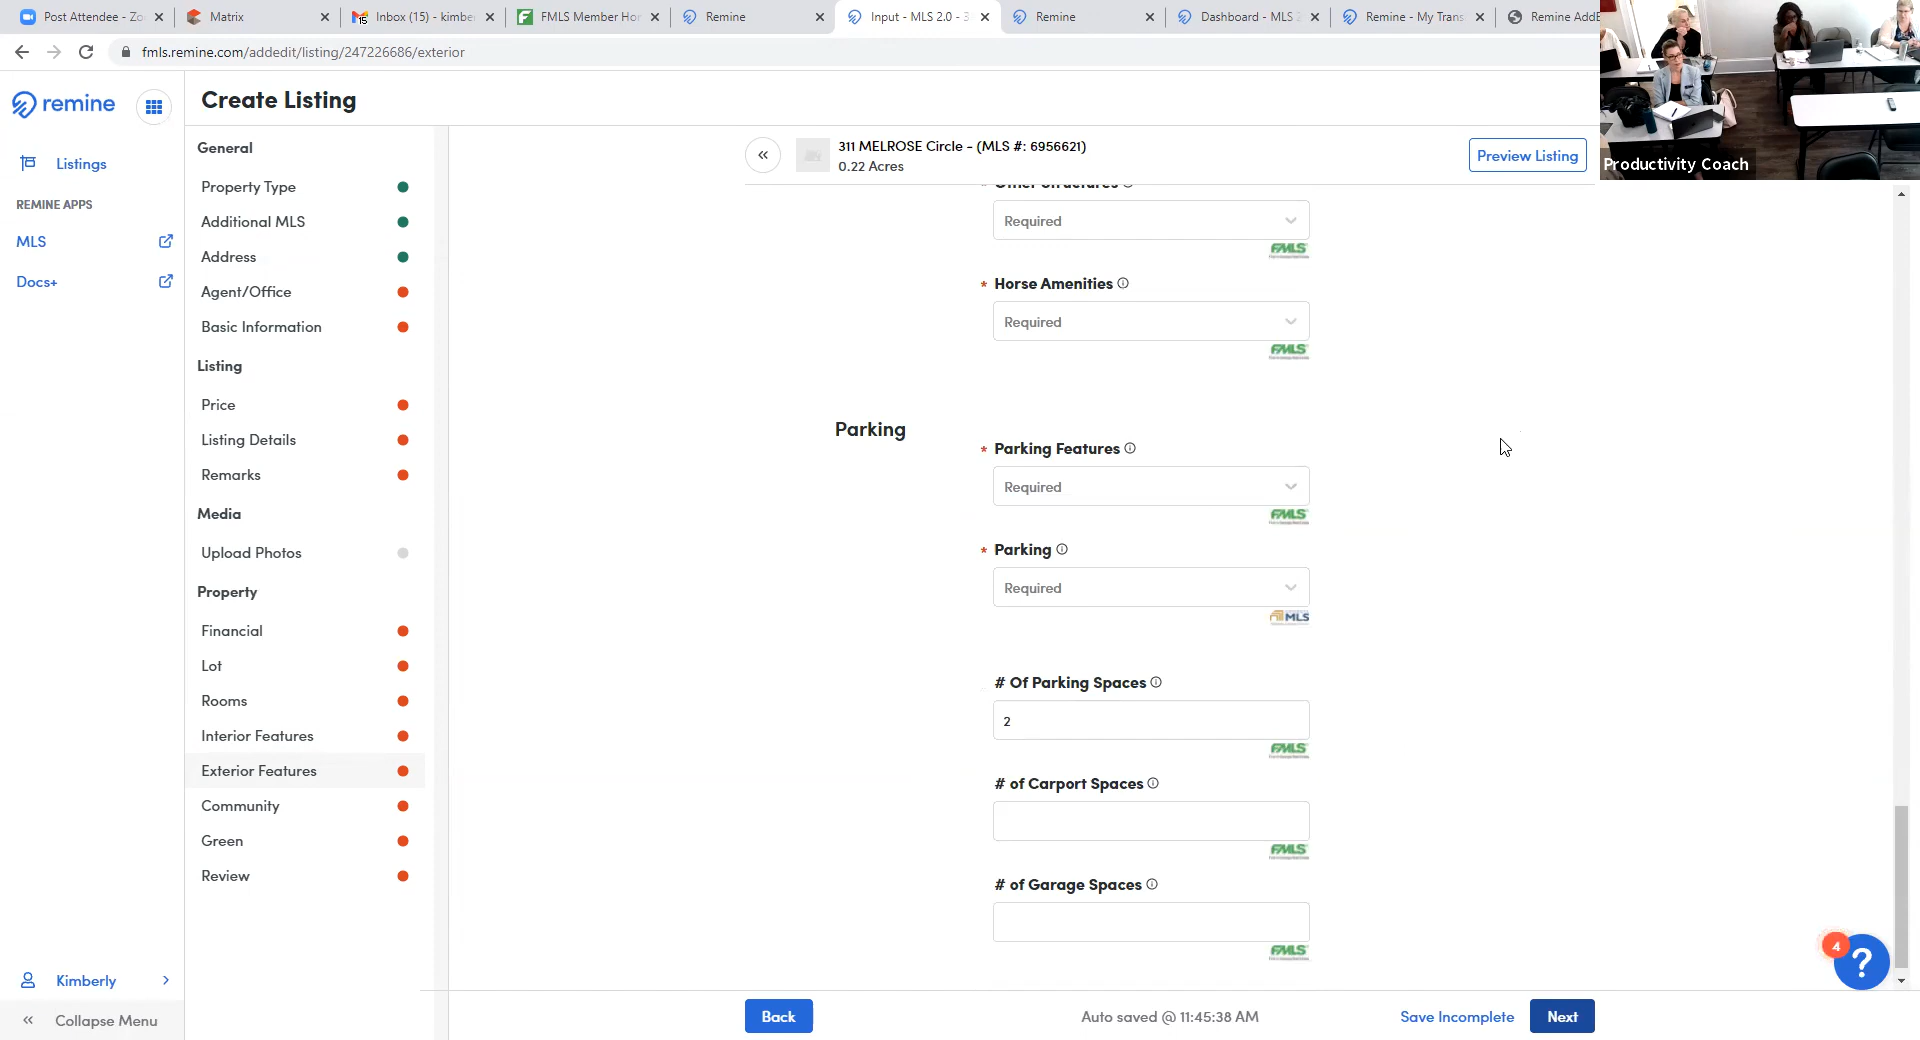 Post Attendee - Zo
Matrix
Inbox (15) - kimbe
FMLS Member Ho
Remine
Input - MLS 2.0 - 3
Remine
Dashboard - MLS 2
Remine - My Trans
Remine AddE
fmls.remine.com/addedit/listing/247226686/exterior
Productivity Coach
remine
Listings
REMINE APPS
MLS
Docs+
Kimberly
Collapse Menu
Create Listing
General
Property Type
Additional MLS
Address
Agent/Office
Basic Information
Listing
Price
Listing Details
Remarks
Media
Upload Photos
Property
Financial
Lot
Rooms
Interior Features
Exterior Features
Community
Green
Review
311 MELROSE Circle - (MLS #: 6956621)
0.22 Acres
Preview Listing
Other Structures
Required
FMLS
* Horse Amenities
Required
FMLS
Parking
* Parking Features
Required
FMLS
* Parking
Required
MLS
# Of Parking Spaces
2
FMLS
# of Carport Spaces
FMLS
# of Garage Spaces
FMLS
4
?
Back
Auto saved @ 11:45:38 AM
Save Incomplete
Next